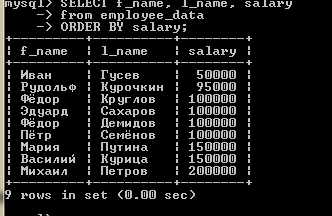 mysql> SELECT f_name, l_name, salary
-> from employee_data
-> ORDER BY salary;
+----------+----------+--------+
| f_name | l_name | salary |
+----------+----------+--------+
| Иван | Гусев | 50000 |
| Рудольф | Курочкин | 95000 |
| Фёдор | Круглов | 100000 |
| Эдуард | Сахаров | 100000 |
| Фёдор | Демидов | 100000 |
| Пётр | Семёнов | 100000 |
| Мария | Путина | 150000 |
| Василий | Курица | 150000 |
| Михаил | Петров | 200000 |
+----------+----------+--------+
9 rows in set (0.00 sec)